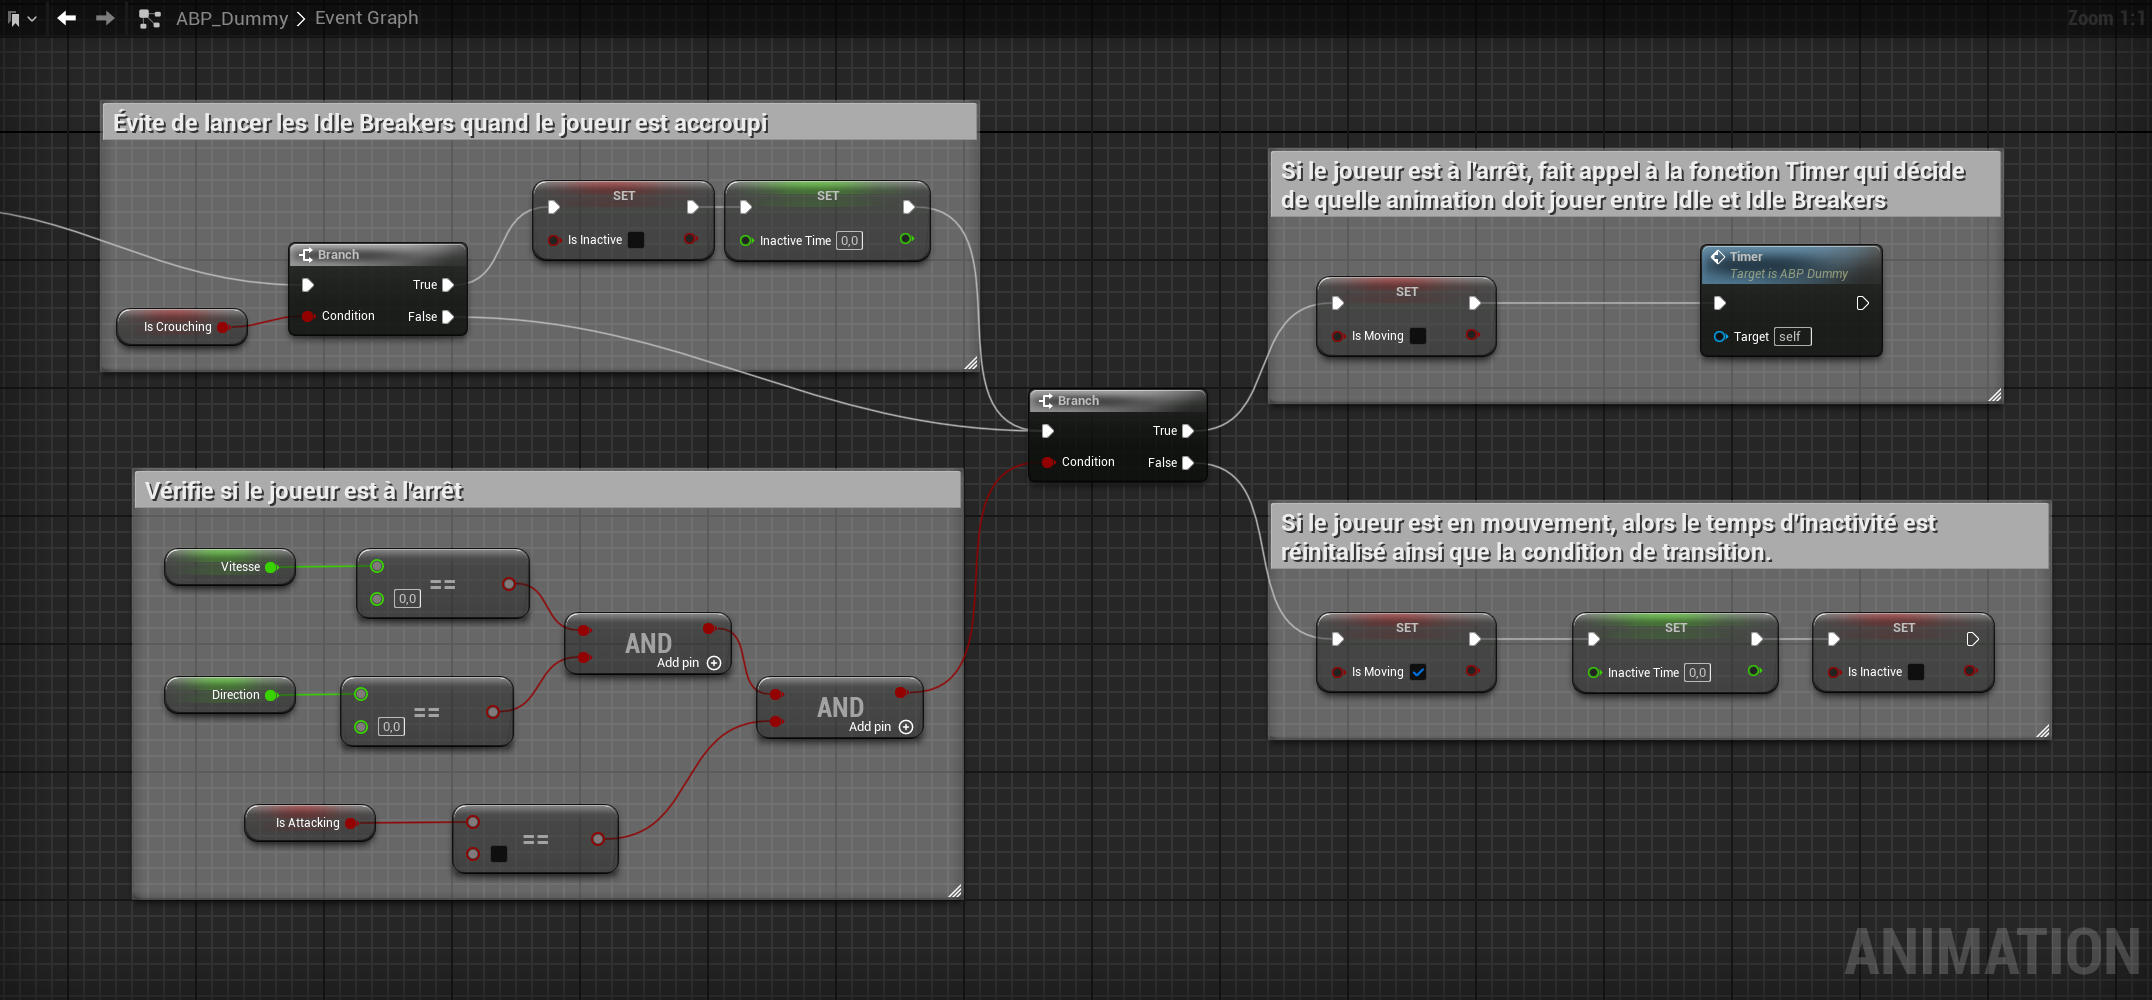 ABP_Dummy > Event Graph
Zoom 1:1
Évite de lancer les Idle Breakers quand le joueur est accroupi
SET
Is Inactive
SET
Inactive Time 0,0
Branch
True
Condition
False
Is Crouching
Si le joueur est à l'arrêt, fait appel à la fonction Timer qui décide
de quelle animation doit jouer entre Idle et Idle Breakers
SET
Is Moving
Timer
Target is ABP Dummy
Target self
Branch
True
Condition
False
Vérifie si le joueur est à l'arrêt
Vitesse
0,0
==
AND
Add pin
Direction
0,0
==
AND
Add pin
Is Attacking
==
Si le joueur est en mouvement, alors le temps d'inactivité est
réinitalisé ainsi que la condition de transition.
SET
Is Moving
SET
Inactive Time 0,0
SET
Is Inactive
ANIMATION